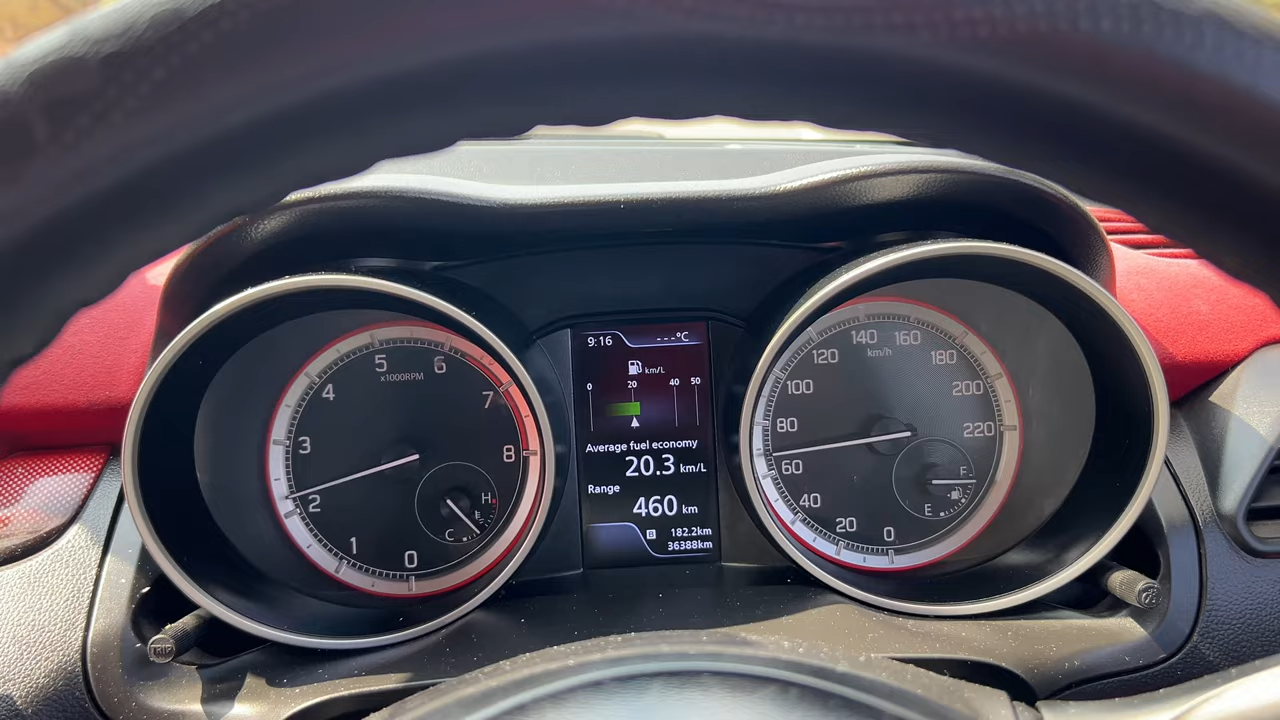 9:16
---°C
km/L
0 20 40 50
Average fuel economy
20.3 km/L
Range
460 km
B 182.2km
36388km
0
1
2
3
4
5
6
7
8
x1000RPM
H
C
0
20
40
60
80
100
120
140
160
180
200
220
km/h
F
E
TRIP